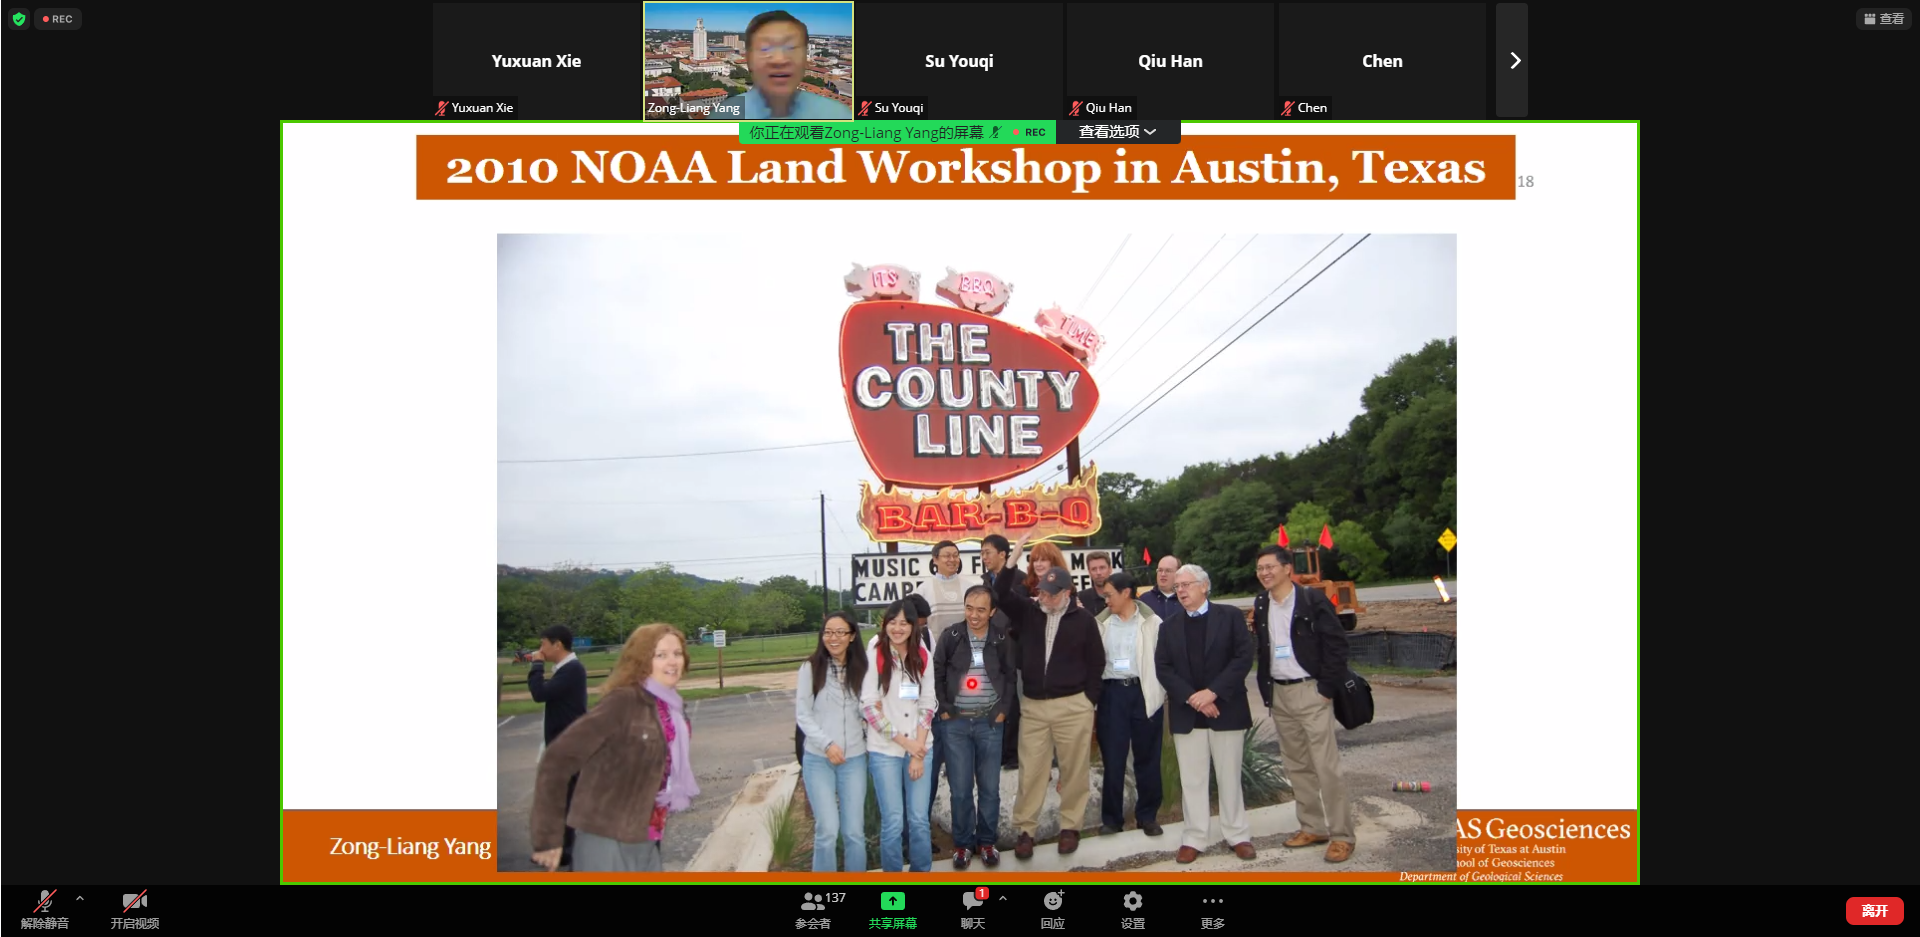 REC
查看
Yuxuan Xie
Su Youqi
Qiu Han
Chen
Yuxuan Xie
Zong-Liang Yang
Su Youqi
Qiu Han
Chen
你正在观看Zong-Liang Yang的屏幕
REC
查看选项
2010 NOAA Land Workshop in Austin, Texas
18
ITS
BBQ
TIME
THE
COUNTY
LINE
BAR-B-Q
MUSIC
Zong-Liang Yang
AS Geosciences
of Texas at Austin
of Geosciences
Department of Geological Sciences
解除静音
开启视频
137
参会者
共享屏幕
1
聊天
回应
设置
更多
离开